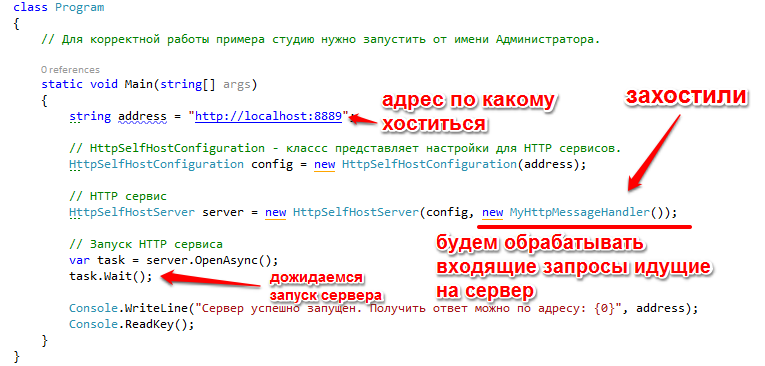 class Program
{
// Для корректной работы примера студию нужно запустить от имени Администратора.
0 references
static void Main(string[] args)
{
string address = "http://localhost:8889";
адрес по какому
хоститься
захостили
// HttpSelfHostConfiguration - классс представляет настройки для HTTP сервисов.
HttpSelfHostConfiguration config = new HttpSelfHostConfiguration(address);
// HTTP сервис
HttpSelfHostServer server = new HttpSelfHostServer(config, new MyHttpMessageHandler());
будем обрабатывать
входящие запросы идущие
на сервер
// Запуск HTTP сервиса
var task = server.OpenAsync();
task.Wait();
дожидаемся
запуск сервера
Console.WriteLine("Сервер успешно запущен. Получить ответ можно по адресу: {0}", address);
Console.ReadKey();
}
}